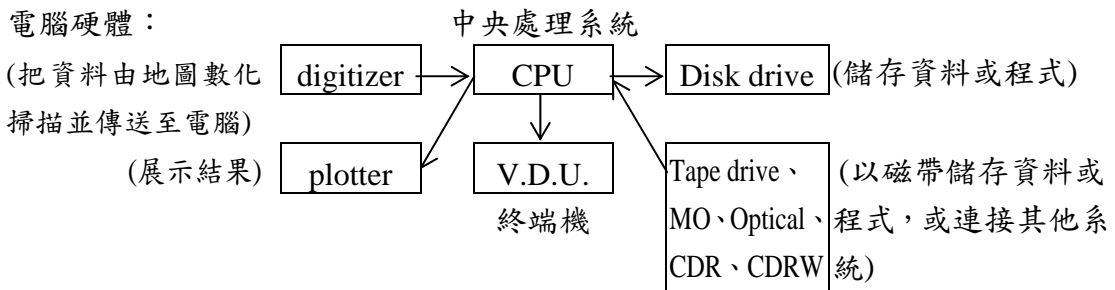 電腦硬體：
中央處理系統
(把資料由地圖數化 digitizer CPU Disk drive (儲存資料或程式)
掃描並傳送至電腦)
(展示結果) plotter V.D.U. Tape drive、 (以磁帶儲存資料或
終端機 MO、Optical、 程式，或連接其他系
CDR、CDRW 統)